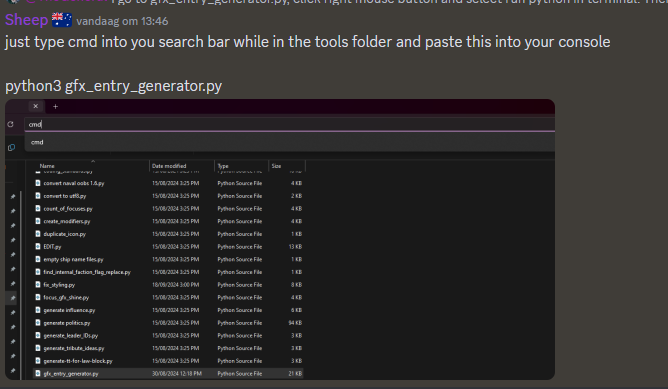 go to gfx_entry_generator.py, click right mouse button and select run python in terminal. Then
Sheep 🇦🇺 vandaag om 13:46
just type cmd into you search bar while in the tools folder and paste this into your console
python3 gfx_entry_generator.py
cmd
cmd
Name Date modified Type Size
15/08/2024 3:25 PM Python Source File
convert naval oobs 1.6.py 15/08/2024 3:25 PM Python Source File 4 KB
convert to utf8.py 15/08/2024 3:25 PM Python Source File 2 KB
count_of_focuses.py 15/08/2024 3:25 PM Python Source File 4 KB
create_modifiers.py 15/08/2024 3:25 PM Python Source File 4 KB
duplicate_icon.py 15/08/2024 3:25 PM Python Source File 1 KB
EDIT.py 15/08/2024 3:25 PM Python Source File 13 KB
empty ship name files.py 15/08/2024 3:25 PM Python Source File 1 KB
find_internal_faction_flag_replace.py 15/08/2024 3:25 PM Python Source File 1 KB
fix_styling.py 18/09/2024 3:00 PM Python Source File 8 KB
focus_gfx_shine.py 15/08/2024 3:25 PM Python Source File 4 KB
generate influence.py 15/08/2024 3:25 PM Python Source File 6 KB
generate politics.py 15/08/2024 3:25 PM Python Source File 94 KB
generate_leader_IDs.py 15/08/2024 3:25 PM Python Source File 3 KB
generate_tribute_ideas.py 15/08/2024 3:25 PM Python Source File 3 KB
generate-tt-for-law-block.py 15/08/2024 3:25 PM Python Source File 3 KB
gfx_entry_generator.py 30/08/2024 12:18 PM Python Source File 21 KB